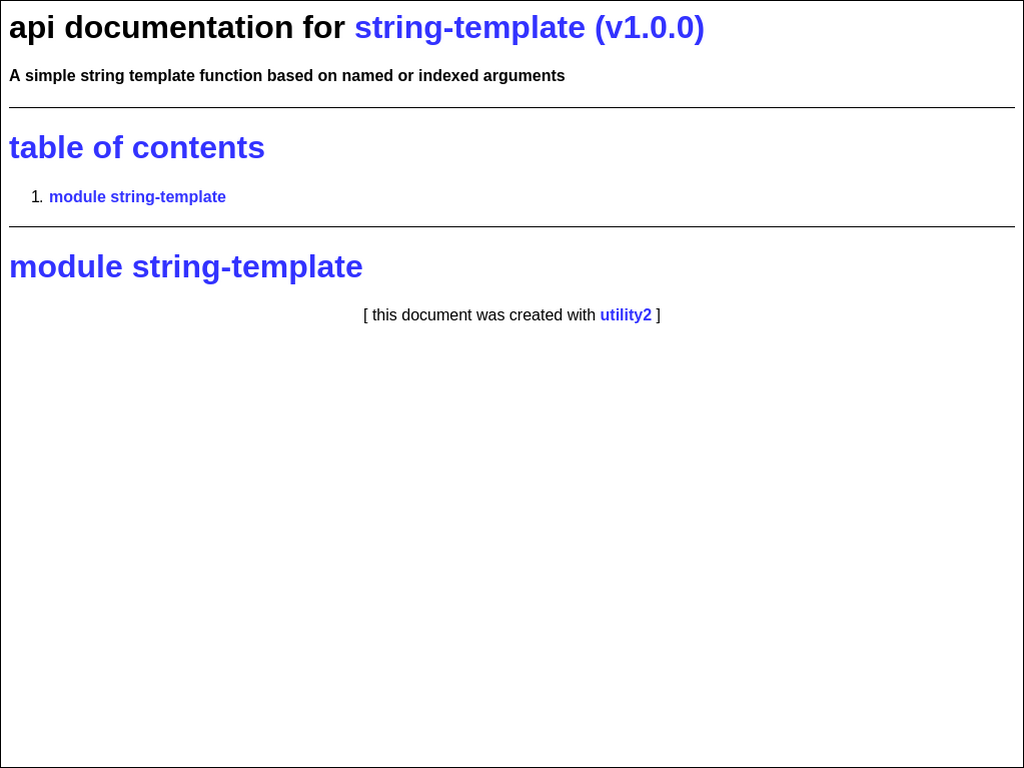 api documentation for string-template (v1.0.0)
A simple string template function based on named or indexed arguments
table of contents
1. module string-template
module string-template
[ this document was created with utility2 ]